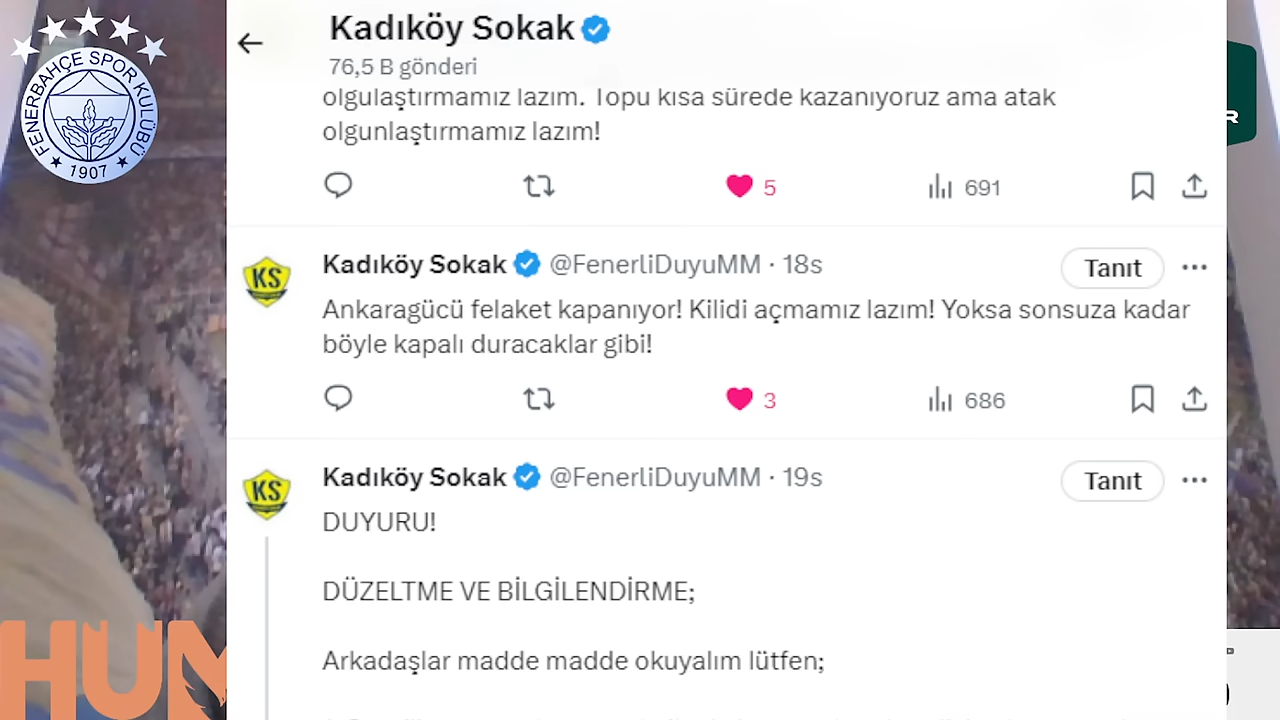 FENERBAHÇE SPOR KULÜBÜ
1907
Kadıköy Sokak
76,5 B gönderi
olgulaştırmamız lazım. Topu kısa sürede kazanıyoruz ama atak
olgunlaştırmamız lazım!
5
691
KS
Kadıköy Sokak @FenerliDuyuMM · 18s
Tanıt
Ankaragücü felaket kapanıyor! Kilidi açmamız lazım! Yoksa sonsuza kadar
böyle kapalı duracaklar gibi!
3
686
KS
Kadıköy Sokak @FenerliDuyuMM · 19s
Tanıt
DUYURU!
DÜZELTME VE BİLGİLENDİRME;
Arkadaşlar madde madde okuyalım lütfen;